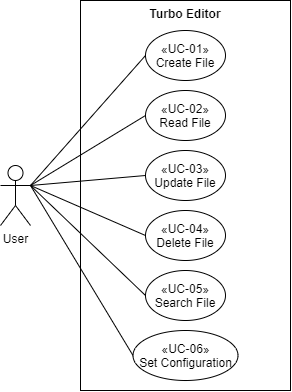 Turbo Editor
«UC-01»
Create File
«UC-02»
Read File
«UC-03»
Update File
«UC-04»
Delete File
«UC-05»
Search File
«UC-06»
Set Configuration
User